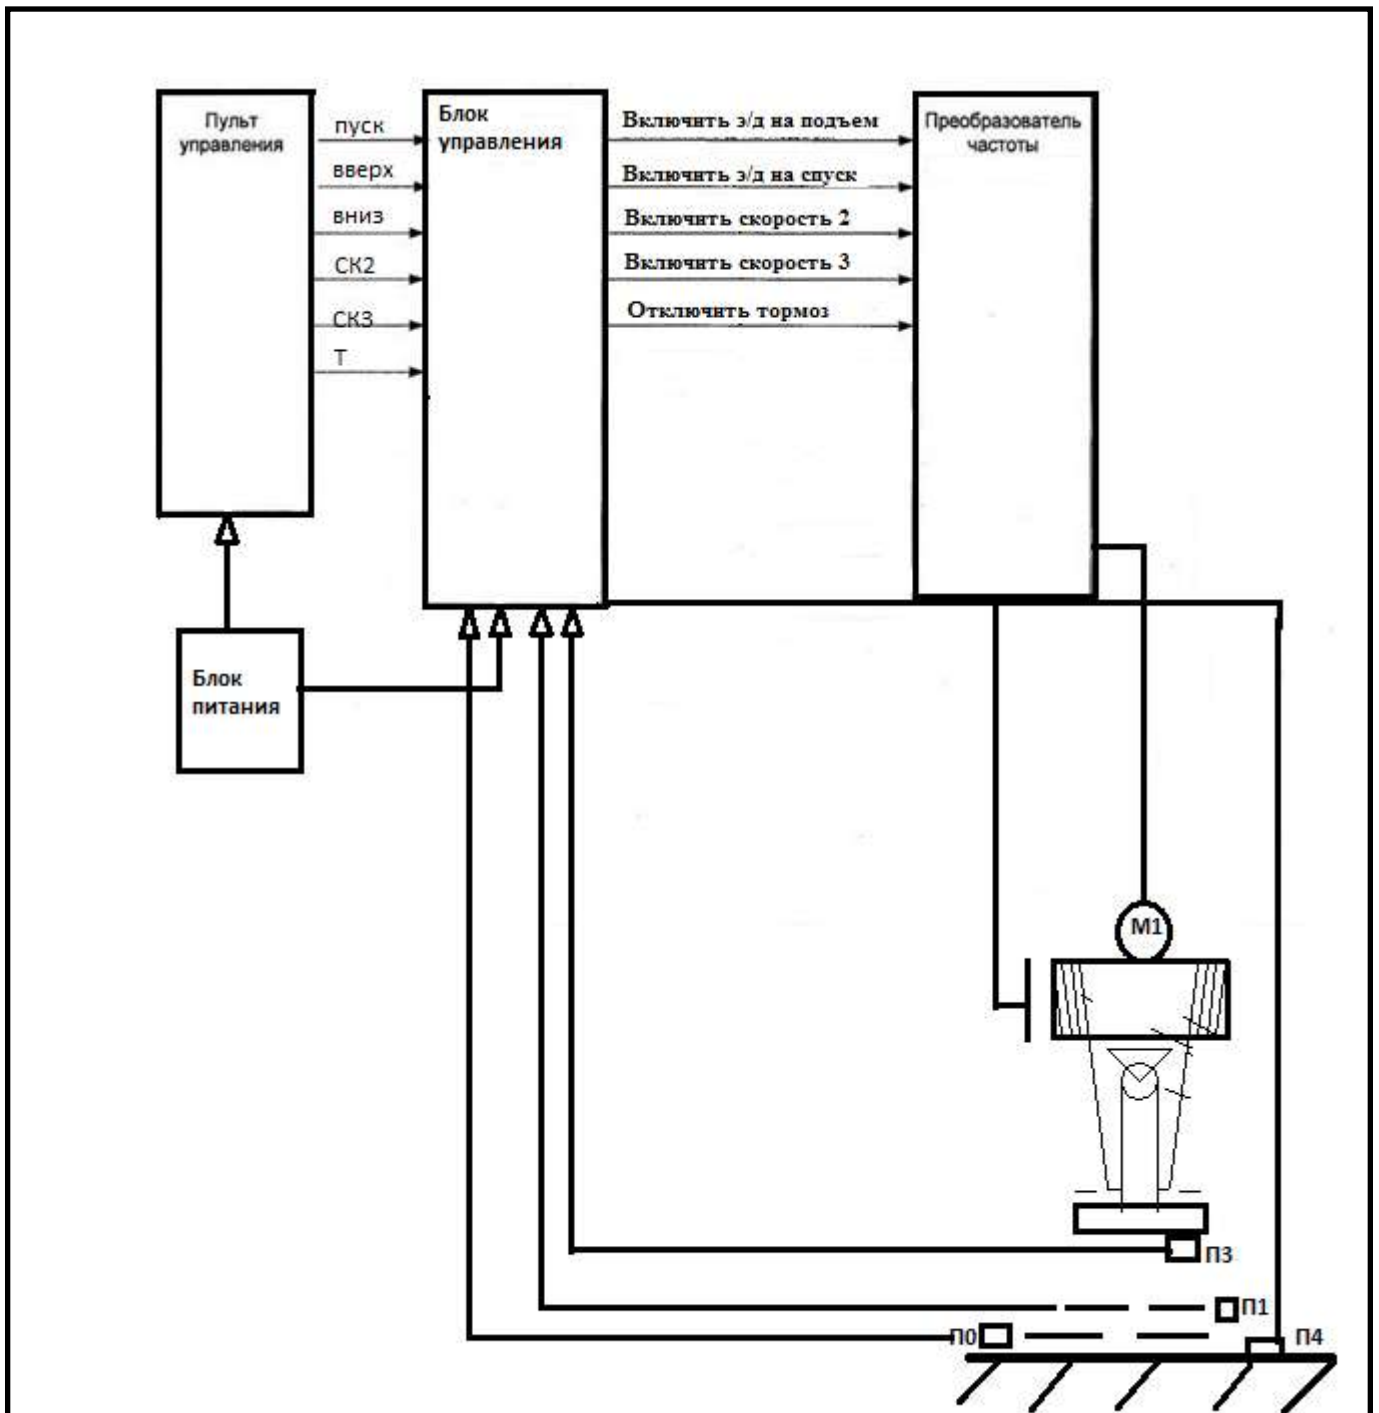 Пульт
управления
пуск
вверх
вниз
СК2
СК3
Т
Блок
управления
Включить э/д на подъем
Включить э/д на спуск
Включить скорость 2
Включить скорость 3
Отключить тормоз
Преобразователь
частоты
Блок
питания
М1
П3
П1
П0
П4